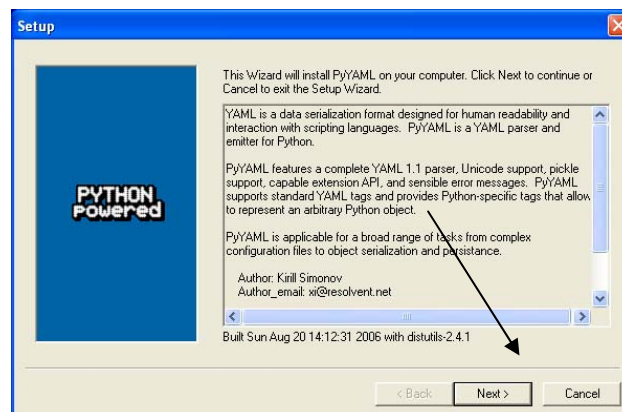 Setup
This Wizard will install PyYAML on your computer. Click Next to continue or
Cancel to exit the Setup Wizard.
YAML is a data serialization format designed for human readability and
interaction with scripting languages. PyYAML is a YAML parser and
emitter for Python.
PyYAML features a complete YAML 1.1 parser, Unicode support, pickle
support, capable extension API, and sensible error messages. PyYAML
supports standard YAML tags and provides Python-specific tags that allow
to represent an arbitrary Python object.
PyYAML is applicable for a broad range of tasks from complex
configuration files to object serialization and persistance.
Author: Kirill Simonov
Author_email: xi@resolvent.net
PYTHON
Powered
Built Sun Aug 20 14:12:31 2006 with distutils-2.4.1
< Back
Next >
Cancel